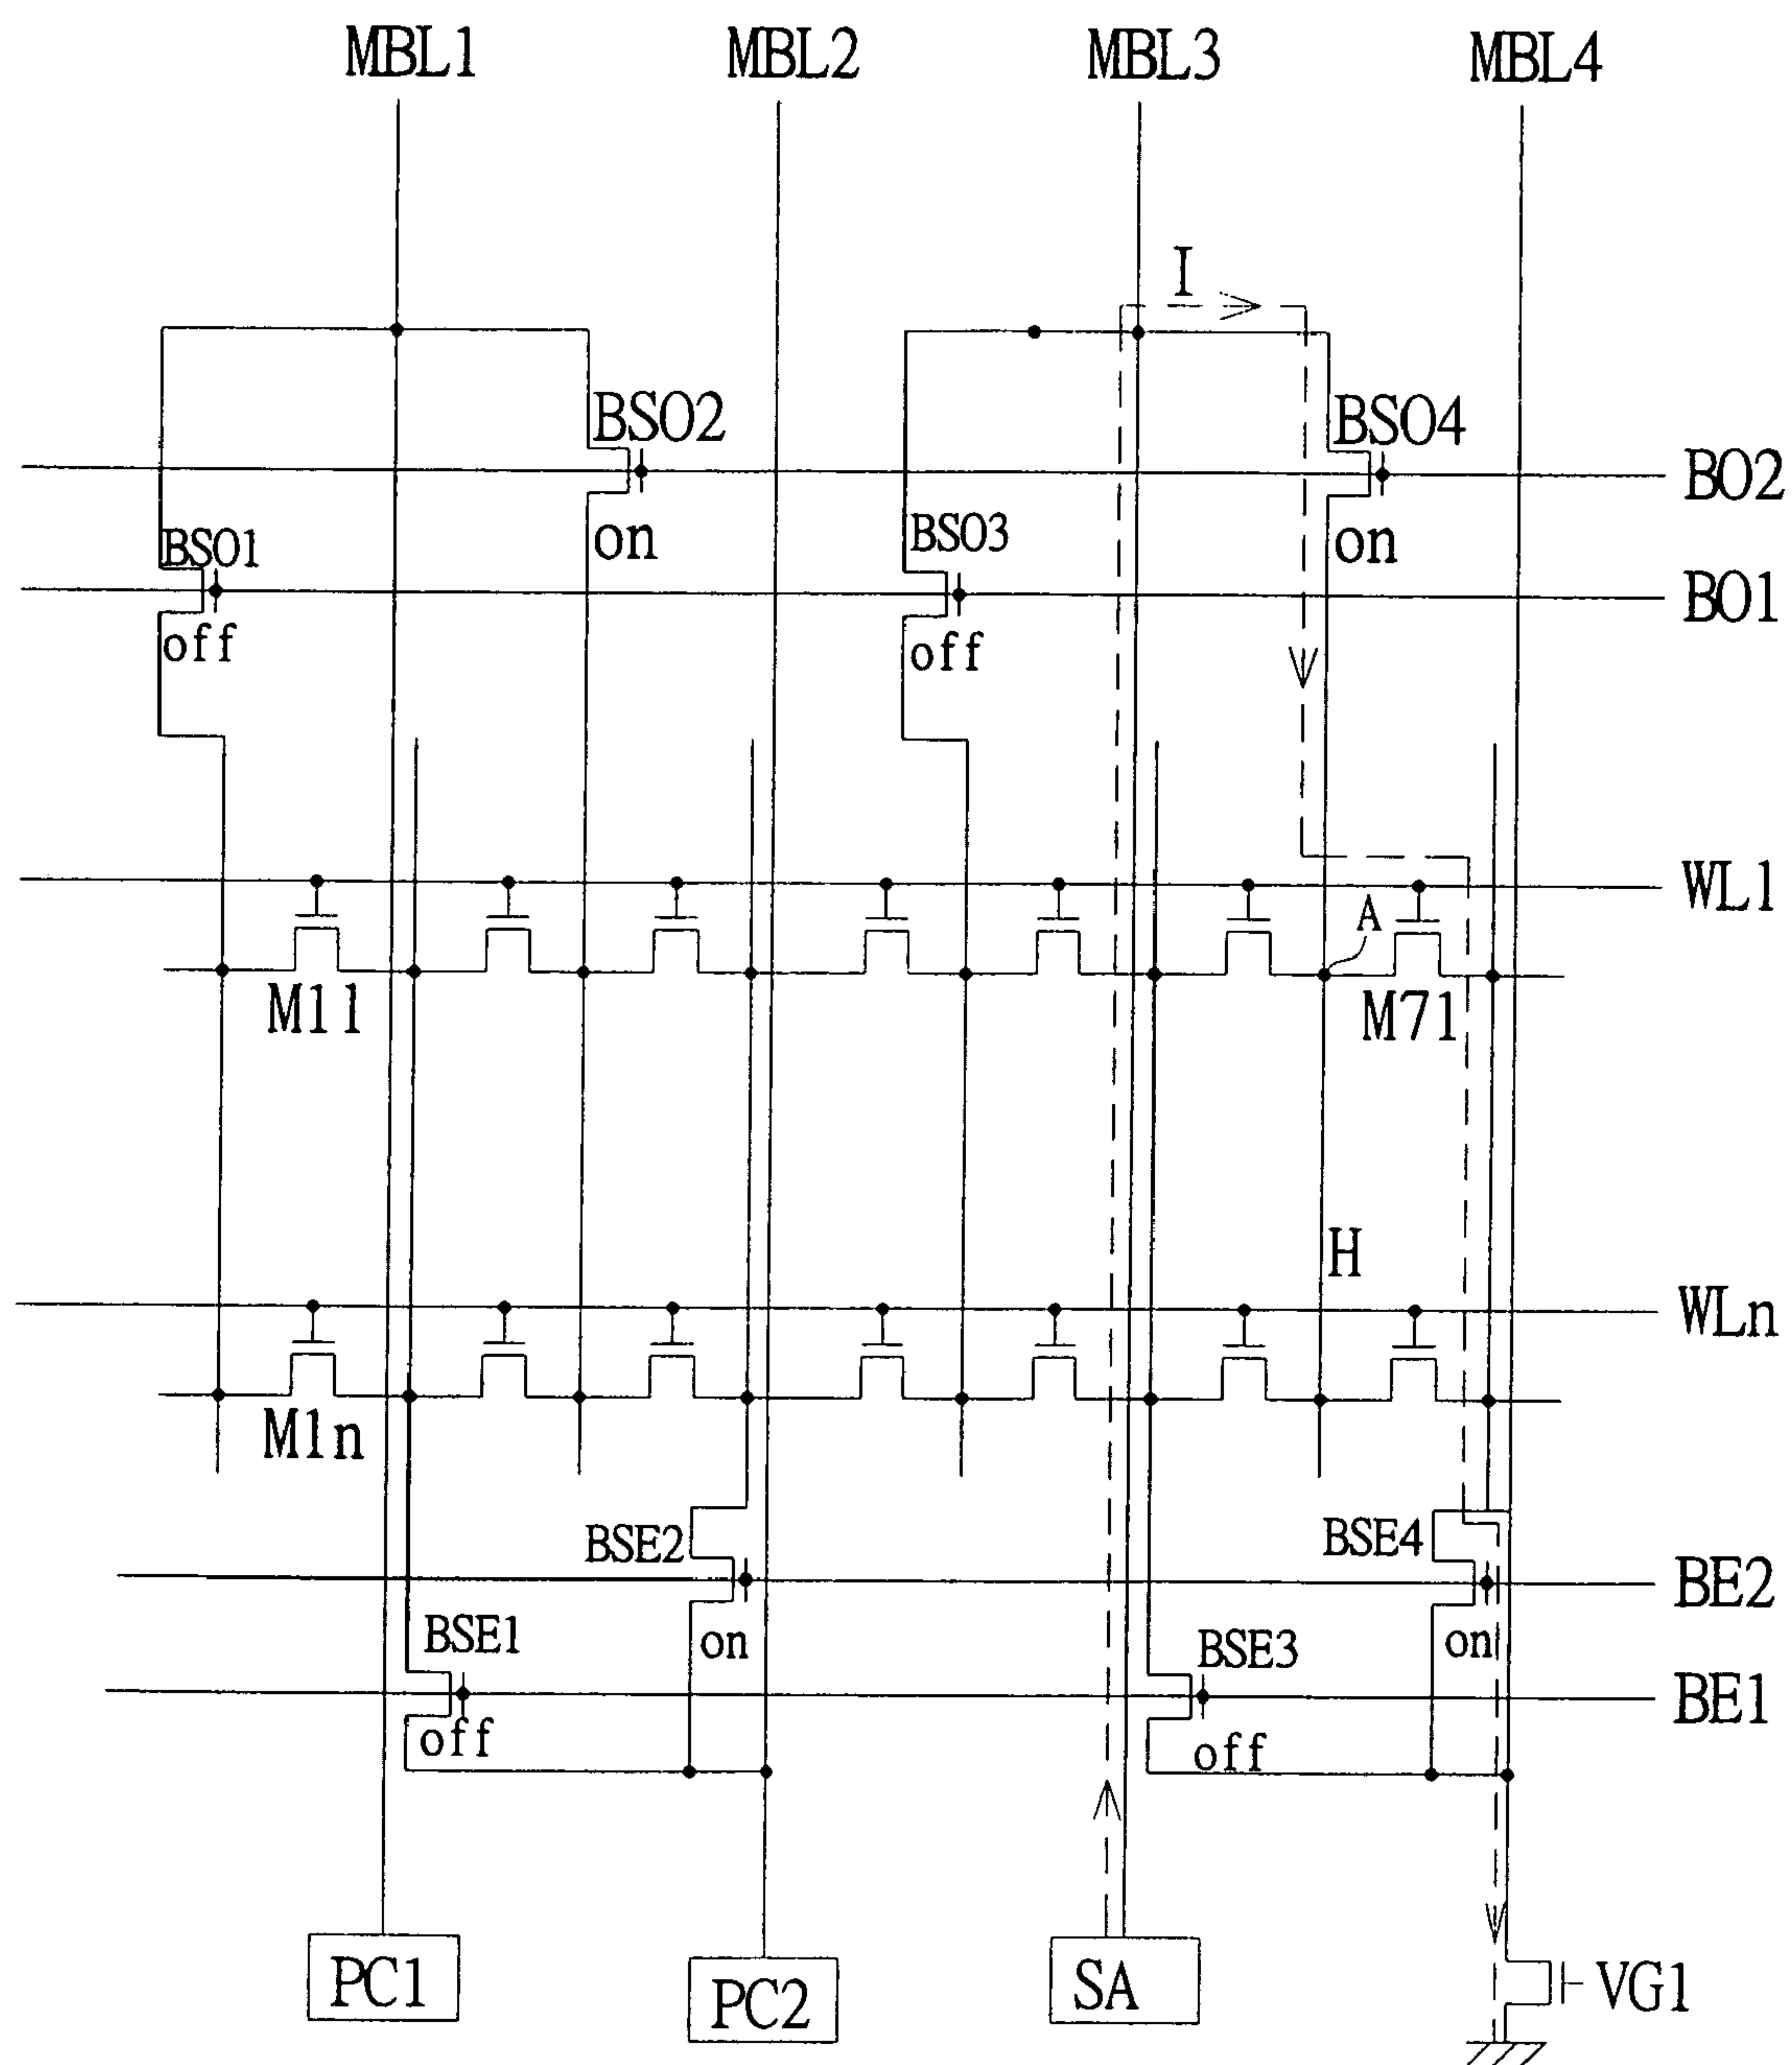 MBL1 MBL2 MBL3 MBL4
I
BSO2 BSO4
BO2
on on
BSO1 BSO3
BO1
off off
WL1
A
M11 M71
H
WLn
M1n
BSE2 BSE4
BE2
on on
BSE1 BSE3
BE1
off off
PC1 PC2 SA VG1